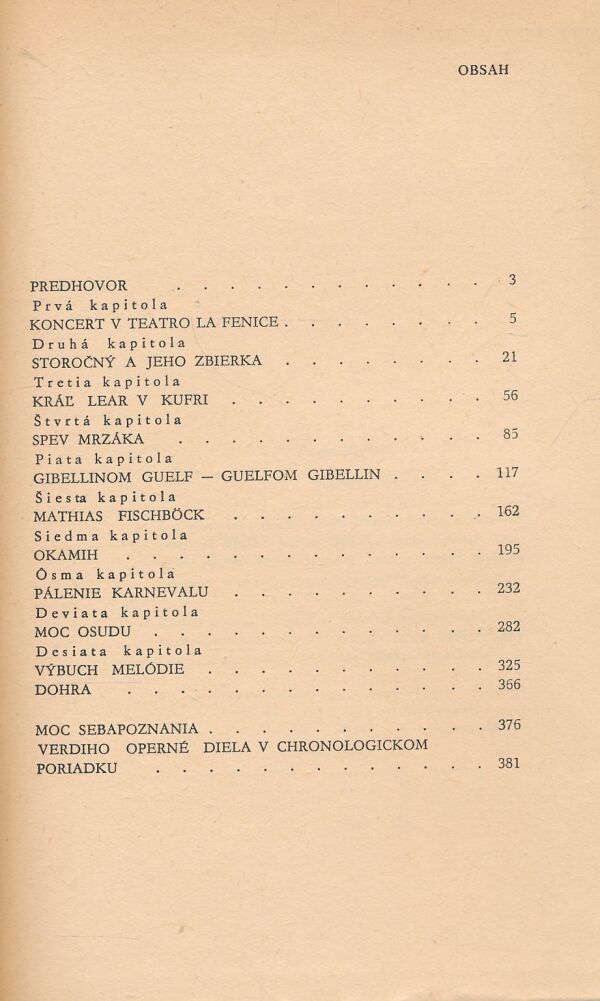 OBSAH
PREDHOVOR . . . . . . . . . . . . 3
Prvá kapitola
KONCERT V TEATRO LA FENICE . . . . . . . . 5
Druhá kapitola
STOROČNÝ A JEHO ZBIERKA . . . . . . . . 21
Tretia kapitola
KRÁĽ LEAR V KUFRI . . . . . . . . . . 56
Štvrtá kapitola
SPEV MRZÁKA . . . . . . . . . . . . 85
Piata kapitola
GIBELLINOM GUELF — GUELFOM GIBELLIN . . . . 117
Šiesta kapitola
MATHIAS FISCHBÖCK . . . . . . . . . . 162
Siedma kapitola
OKAMIH . . . . . . . . . . . . . . 195
Ôsma kapitola
PÁLENIE KARNEVALU . . . . . . . . . . 232
Deviata kapitola
MOC OSUDU . . . . . . . . . . . . . 282
Desiata kapitola
VÝBUCH MELÓDIE . . . . . . . . . . . 325
DOHRA . . . . . . . . . . . . . . 366
MOC SEBAPOZNANIA . . . . . . . . . . . 376
VERDIHO OPERNÉ DIELA V CHRONOLOGICKOM
PORIADKU . . . . . . . . . . . . . 381